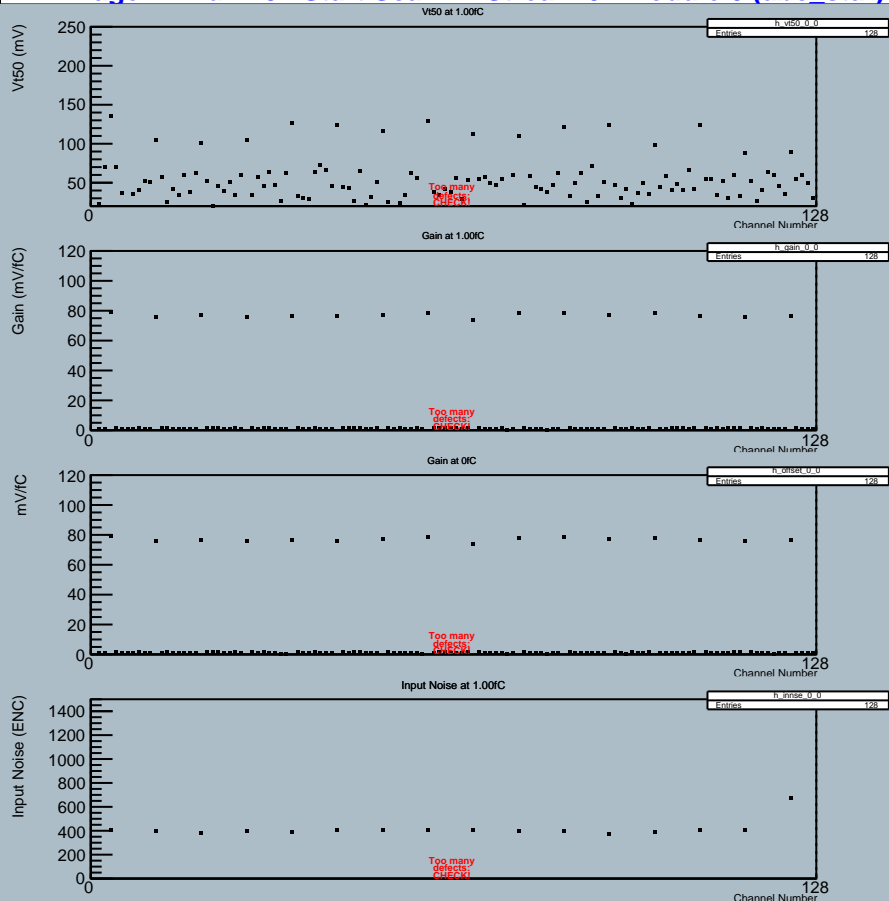 Vt50 at 1.00fC
h_vt50_0_0
Entries 128
Vt50 (mV)
250
200
150
100
50
Too many
defects:
CHECK!
0
128
Channel Number
Gain at 1.00fC
h_gain_0_0
Entries 128
Gain (mV/fC)
120
100
80
60
40
20
0
Too many
defects:
CHECK!
0
128
Channel Number
Gain at 0fC
h_offset_0_0
Entries 128
mV/fC
120
100
80
60
40
20
0
Too many
defects:
CHECK!
0
128
Channel Number
Input Noise at 1.00fC
h_innse_0_0
Entries 128
Input Noise (ENC)
1400
1200
1000
800
600
400
200
0
Too many
defects:
CHECK!
0
128
Channel Number